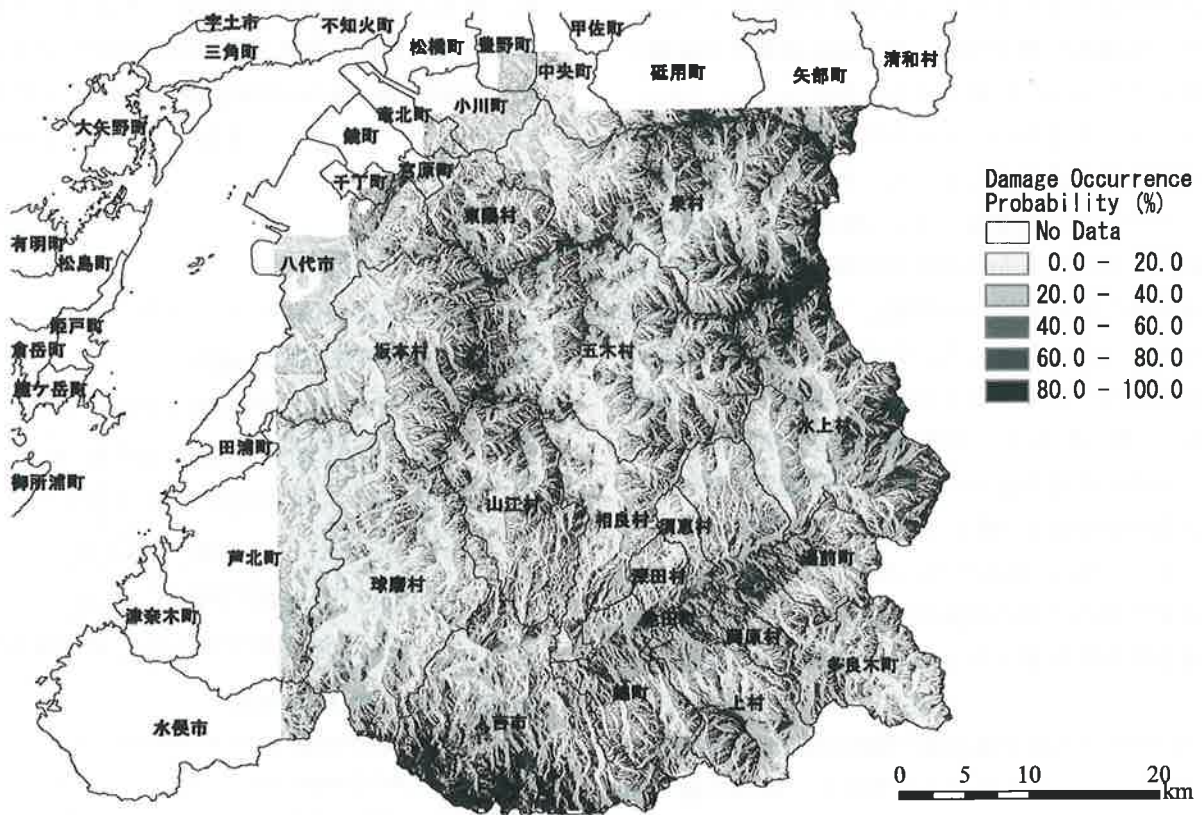 宇土市
不知火町
三角町
松橋町
豊野町
甲佐町
中央町
砥用町
矢部町
清和村
小川町
竜北町
大矢野町
鏡町
千丁町
宮原町
東陽村
泉村
有明町
松島町
八代市
姫戸町
倉岳町
龍ケ岳町
坂本村
五木村
水上村
田浦町
御所浦町
山江村
相良村
須恵村
湯前町
芦北町
球磨村
深田村
津奈木町
岡原村
多良木町
錦町
上村
水俣市
人吉市
Damage Occurrence
Probability (%)
No Data
0.0 - 20.0
20.0 - 40.0
40.0 - 60.0
60.0 - 80.0
80.0 - 100.0
0 5 10 20
km